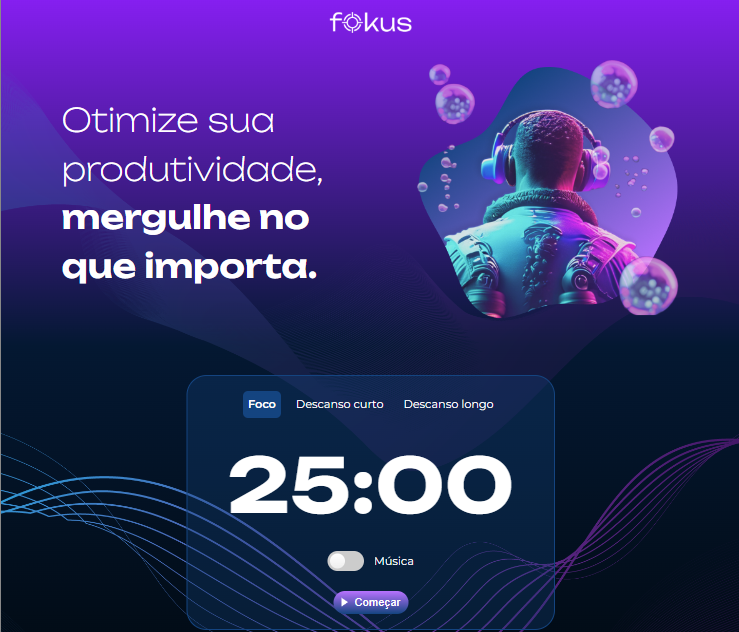 fokus
Otimize sua
produtividade,
mergulhe no
que importa.
Foco Descanso curto Descanso longo
25:00
Música
Começar